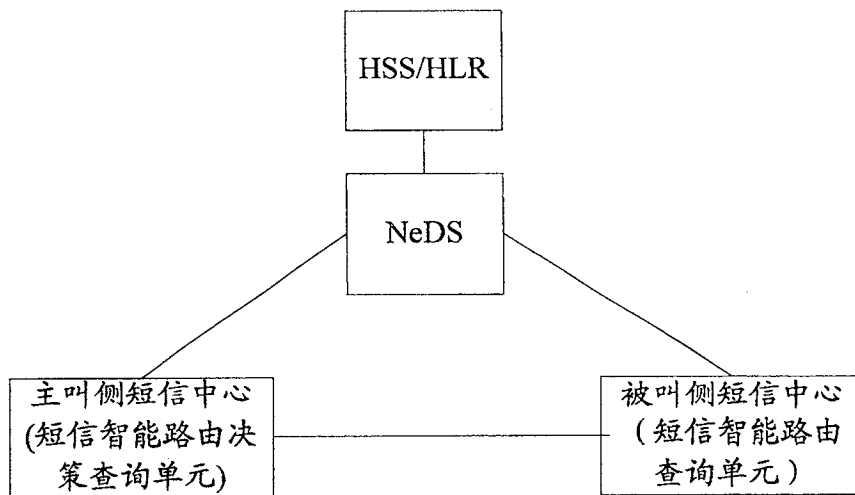 HSS/HLR
NeDS
主叫侧短信中心
(短信智能路由决
策查询单元)
被叫侧短信中心
（短信智能路由
查询单元）